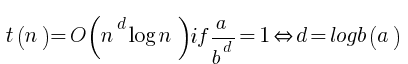 t(n)=O(n^d log n) if a/b^d = 1 ⇔ d=logb(a)